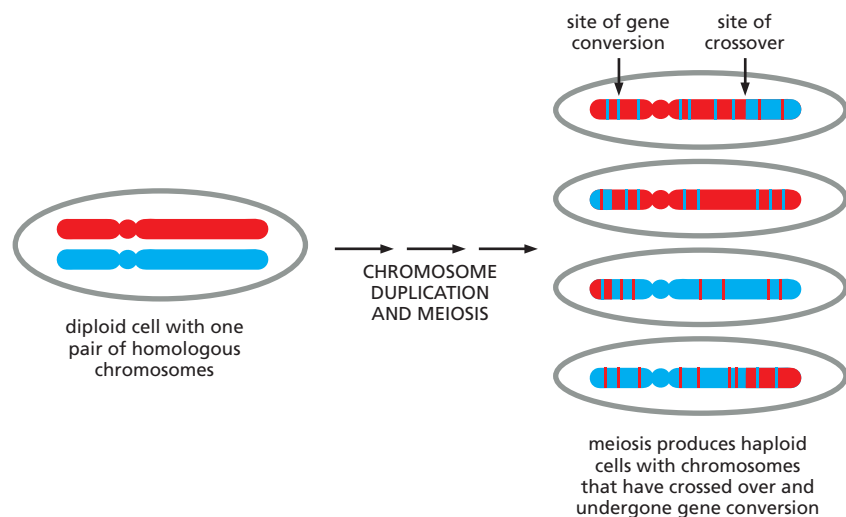 site of gene
conversion
site of
crossover
CHROMOSOME
DUPLICATION
AND MEIOSIS
diploid cell with one
pair of homologous
chromosomes
meiosis produces haploid
cells with chromosomes
that have crossed over and
undergone gene conversion